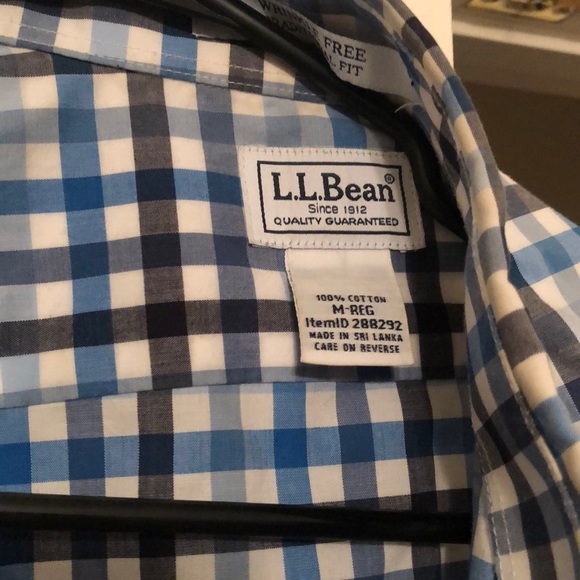 WRINKLE FREE
FIT
L.L.Bean®
Since 1912
QUALITY GUARANTEED
100% COTTON
M-REG
ItemID 288292
MADE IN SRI LANKA
CARE ON REVERSE